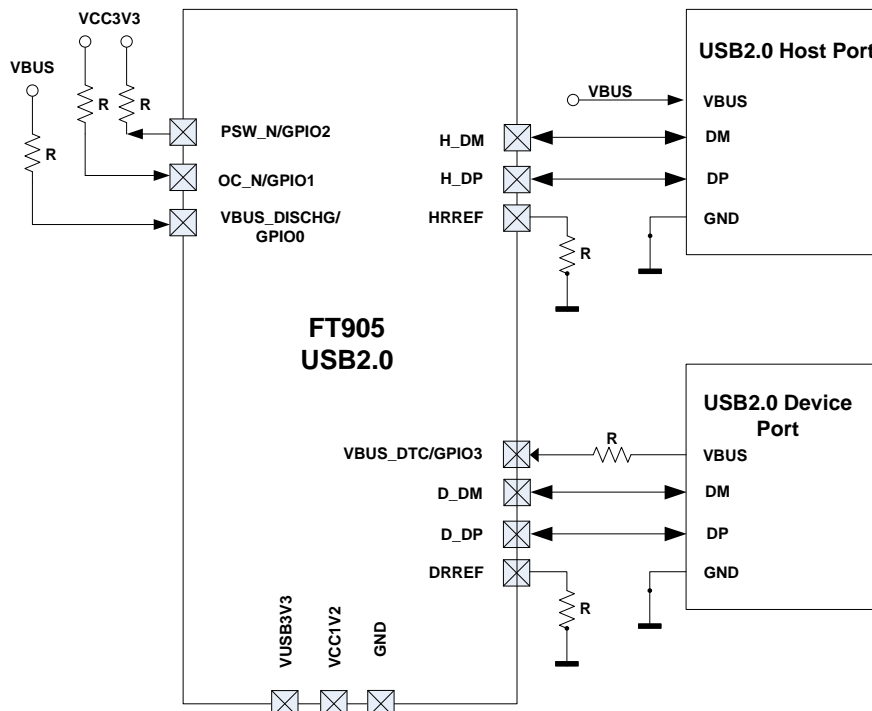 VCC3V3
VBUS
R
R
R
PSW_N/GPIO2
OC_N/GPIO1
VBUS_DISCHG/
GPIO0
FT905
USB2.0
H_DM
H_DP
HRREF
R
USB2.0 Host Port
VBUS
VBUS
DM
DP
GND
VBUS_DTC/GPIO3
D_DM
D_DP
DRREF
R
R
USB2.0 Device
Port
VBUS
DM
DP
GND
VUSB3V3
VCC1V2
GND